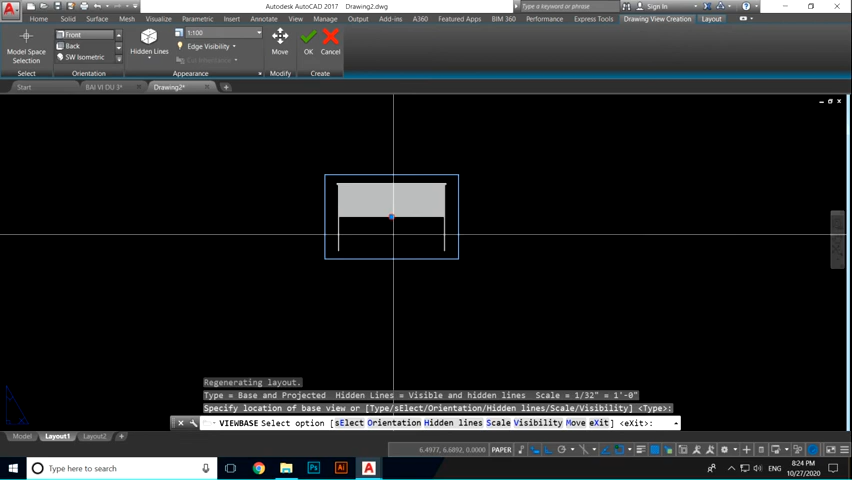 Autodesk AutoCAD 2017  Drawing2.dwg
Type a keyword or phrase
Sign In
Home Solid Surface Mesh Visualize Parametric Insert Annotate View Manage Output Add-ins A360 Featured Apps BIM 360 Performance Express Tools Drawing View Creation Layout
Front
Back
SW Isometric
Model Space
Selection
Hidden Lines
1:100
Edge Visibility
Cut Inheritance
Move
OK
Cancel
Select
Orientation
Appearance
Modify
Create
Start
BAI VI DU 3*
Drawing2*
Regenerating layout.
Type = Base and Projected  Hidden Lines = Visible and hidden lines  Scale = 1/32" = 1'-0"
Specify location of base view or [Type/sElect/Orientation/Hidden lines/Scale/Visibility] <Type>:
VIEWBASE Select option [sElect Orientation Hidden lines Scale Visibility Move eXit] <eXit>:
Model Layout1 Layout2
6.4977, 6.6892, 0.0000
PAPER
Type here to search
Ps
Ai
ENG
8:24 PM
10/27/2020